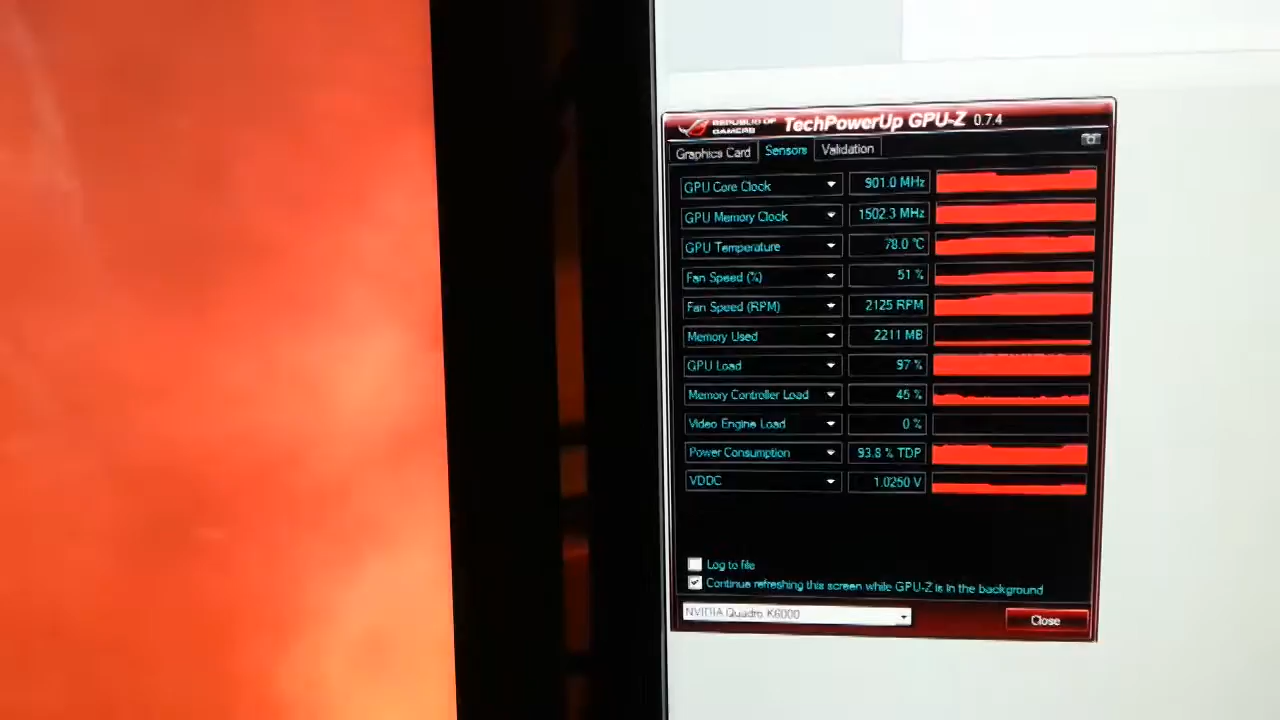 REPUBLIC OF GAMERS TechPowerUp GPU-Z 0.7.4
Graphics Card Sensors Validation
GPU Core Clock 901.0 MHz
GPU Memory Clock 1502.3 MHz
GPU Temperature 78.0 °C
Fan Speed (%) 51 %
Fan Speed (RPM) 2125 RPM
Memory Used 2211 MB
GPU Load 97 %
Memory Controller Load 45 %
Video Engine Load 0 %
Power Consumption 93.8 % TDP
VDDC 1.0250 V
Log to file
Continue refreshing this screen while GPU-Z is in the background
NVIDIA Quadro K6000 Close